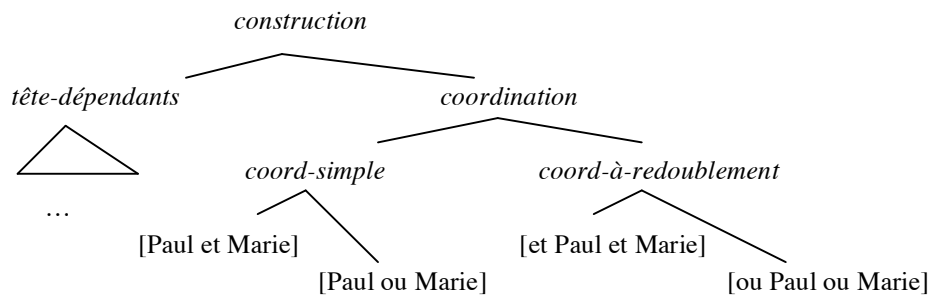 construction
tête-dépendants
coordination
coord-simple
coord-à-redoublement
…
[Paul et Marie]
[et Paul et Marie]
[Paul ou Marie]
[ou Paul ou Marie]